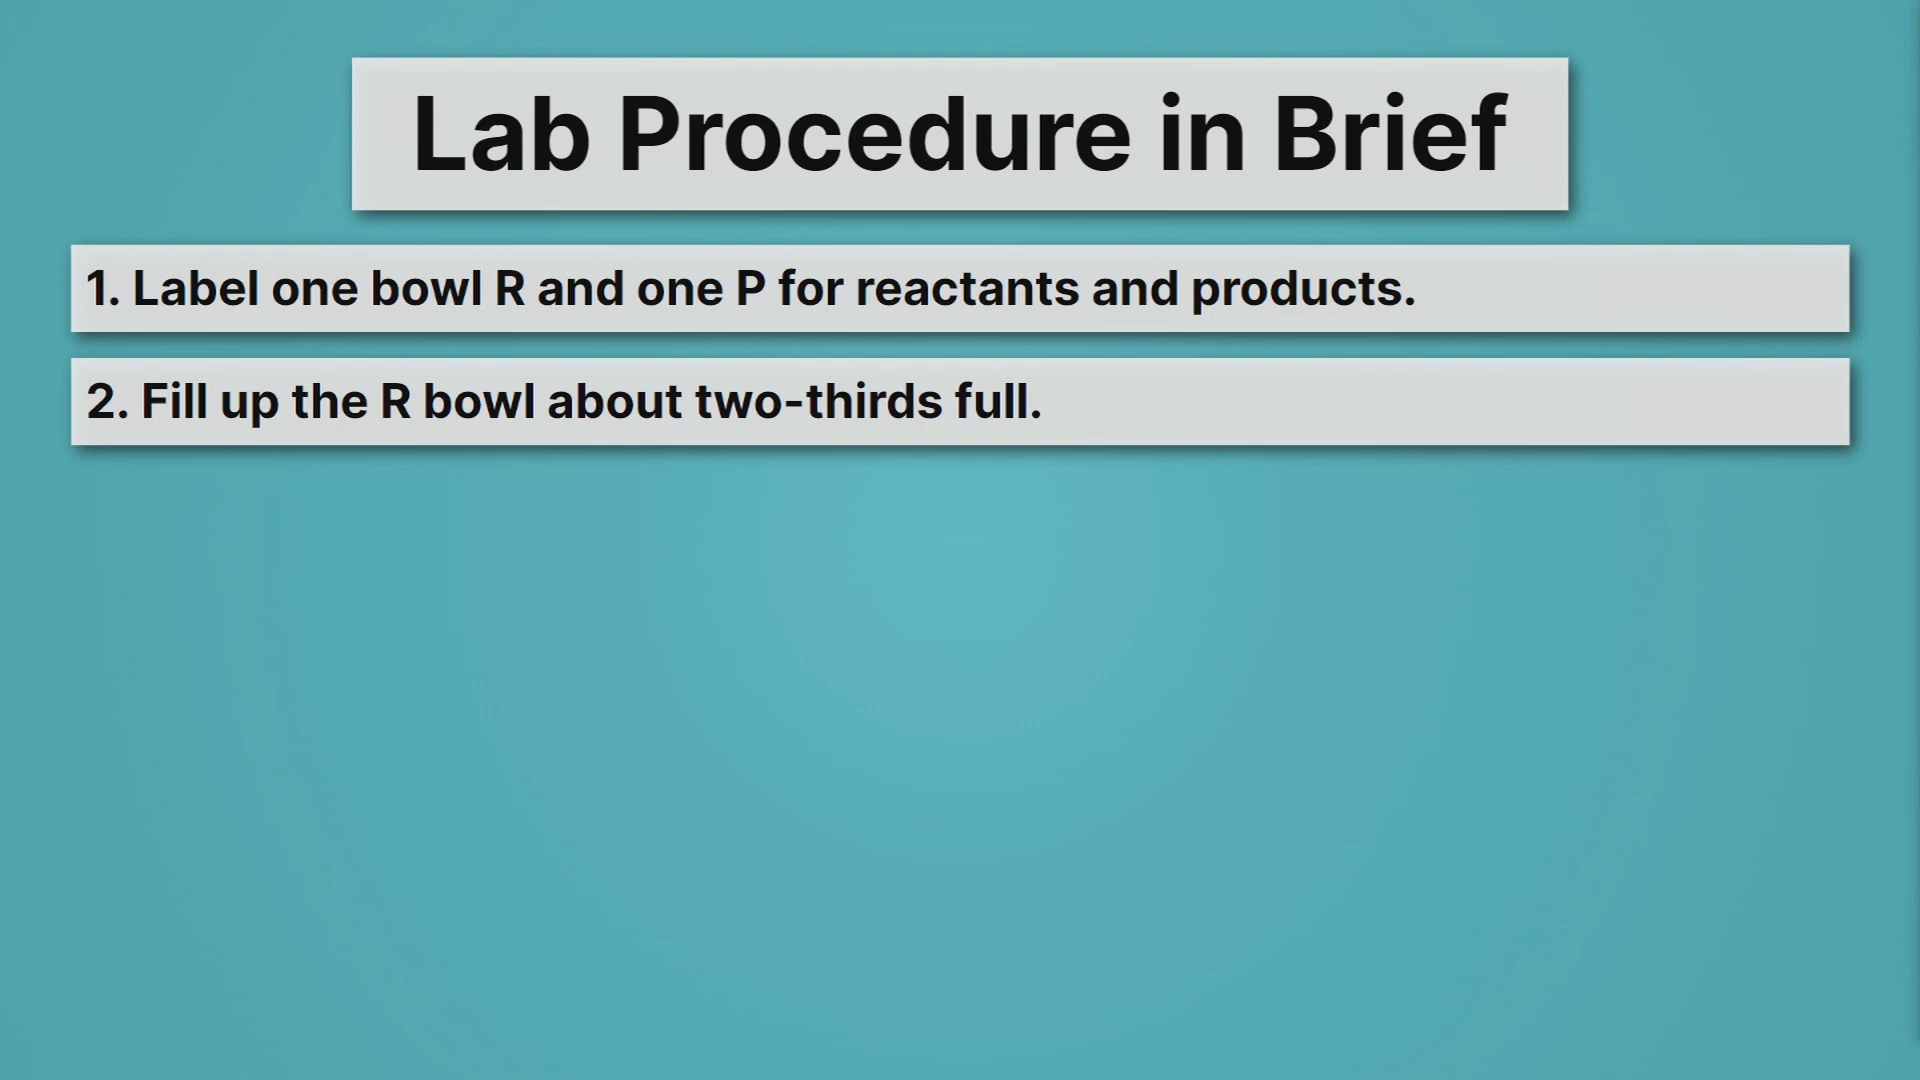 Lab Procedure in Brief
1. Label one bowl R and one P for reactants and products.
2. Fill up the R bowl about two-thirds full.